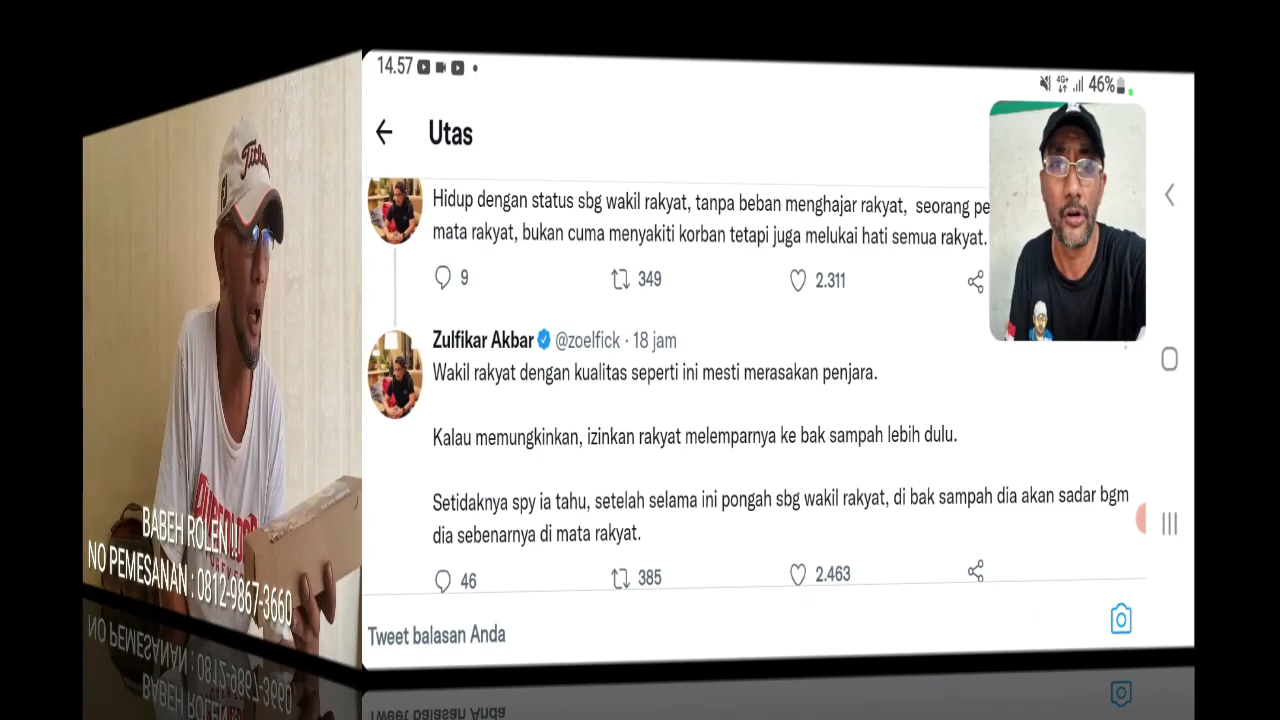 Titleist
BABEH ROLEN !!!
NO PEMESANAN : 0812-9867-3660
14.57
4G+ 46%
Utas
Hidup dengan status sbg wakil rakyat, tanpa beban menghajar rakyat, seorang pe
mata rakyat, bukan cuma menyakiti korban tetapi juga melukai hati semua rakyat.
9 349 2.311
Zulfikar Akbar @zoelfick · 18 jam
Wakil rakyat dengan kualitas seperti ini mesti merasakan penjara.
Kalau memungkinkan, izinkan rakyat melemparnya ke bak sampah lebih dulu.
Setidaknya spy ia tahu, setelah selama ini pongah sbg wakil rakyat, di bak sampah dia akan sadar bgm
dia sebenarnya di mata rakyat.
46 385 2.463
Tweet balasan Anda